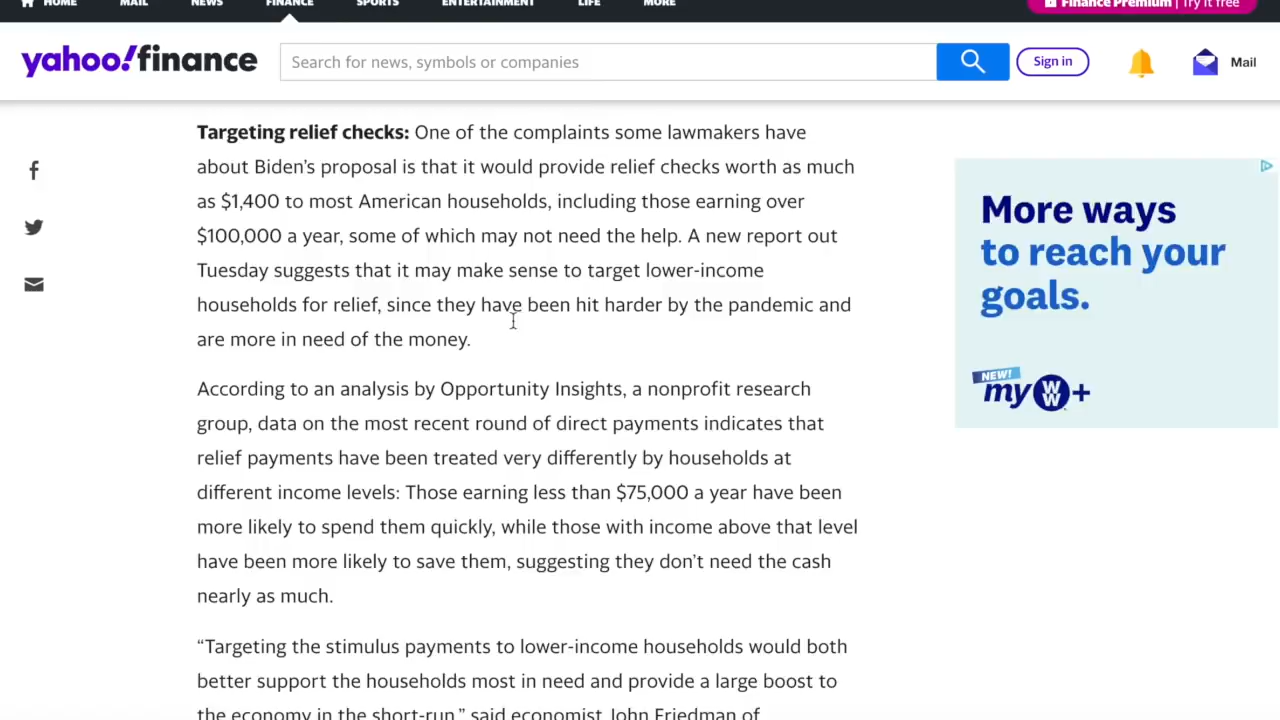 HOME MAIL NEWS FINANCE SPORTS ENTERTAINMENT LIFE MORE Finance Premium | Try it free
yahoo!finance Search for news, symbols or companies Sign in Mail
Targeting relief checks: One of the complaints some lawmakers have
about Biden’s proposal is that it would provide relief checks worth as much
as $1,400 to most American households, including those earning over
$100,000 a year, some of which may not need the help. A new report out
Tuesday suggests that it may make sense to target lower-income
households for relief, since they have been hit harder by the pandemic and
are more in need of the money.
According to an analysis by Opportunity Insights, a nonprofit research
group, data on the most recent round of direct payments indicates that
relief payments have been treated very differently by households at
different income levels: Those earning less than $75,000 a year have been
more likely to spend them quickly, while those with income above that level
have been more likely to save them, suggesting they don’t need the cash
nearly as much.
“Targeting the stimulus payments to lower-income households would both
better support the households most in need and provide a large boost to
the economy in the short-run,” said economist John Friedman of
More ways
to reach your
goals.
NEW!
myWW+